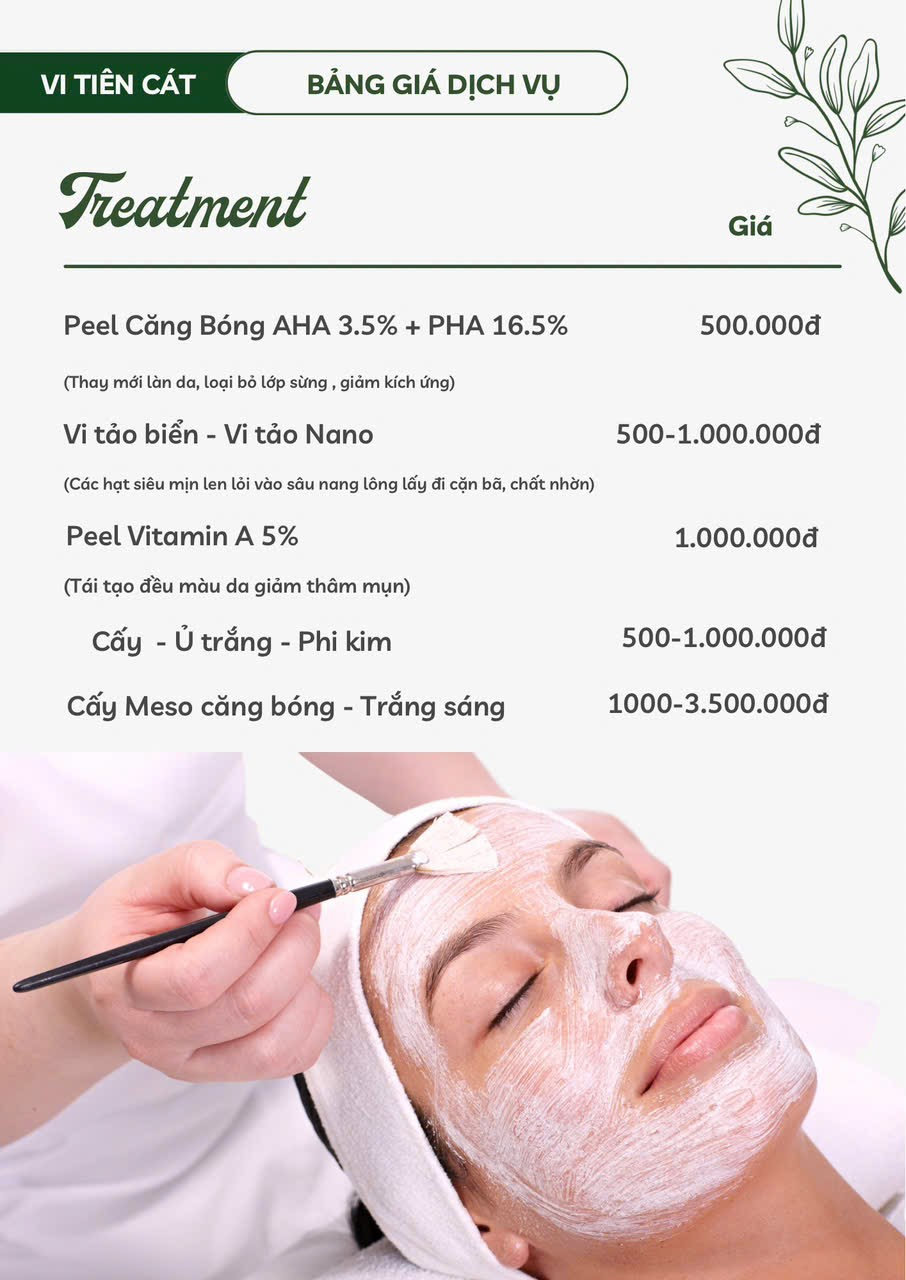 VI TIÊN CÁT
BẢNG GIÁ DỊCH VỤ
Treatment
Giá
Peel Căng Bóng AHA 3.5% + PHA 16.5% 500.000đ
(Thay mới làn da, loại bỏ lớp sừng , giảm kích ứng)
Vi tảo biển - Vi tảo Nano 500-1.000.000đ
(Các hạt siêu mịn len lỏi vào sâu nang lông lấy đi cặn bã, chất nhờn)
Peel Vitamin A 5% 1.000.000đ
(Tái tạo đều màu da giảm thâm mụn)
Cấy - Ủ trắng - Phi kim 500-1.000.000đ
Cấy Meso căng bóng - Trắng sáng 1000-3.500.000đ